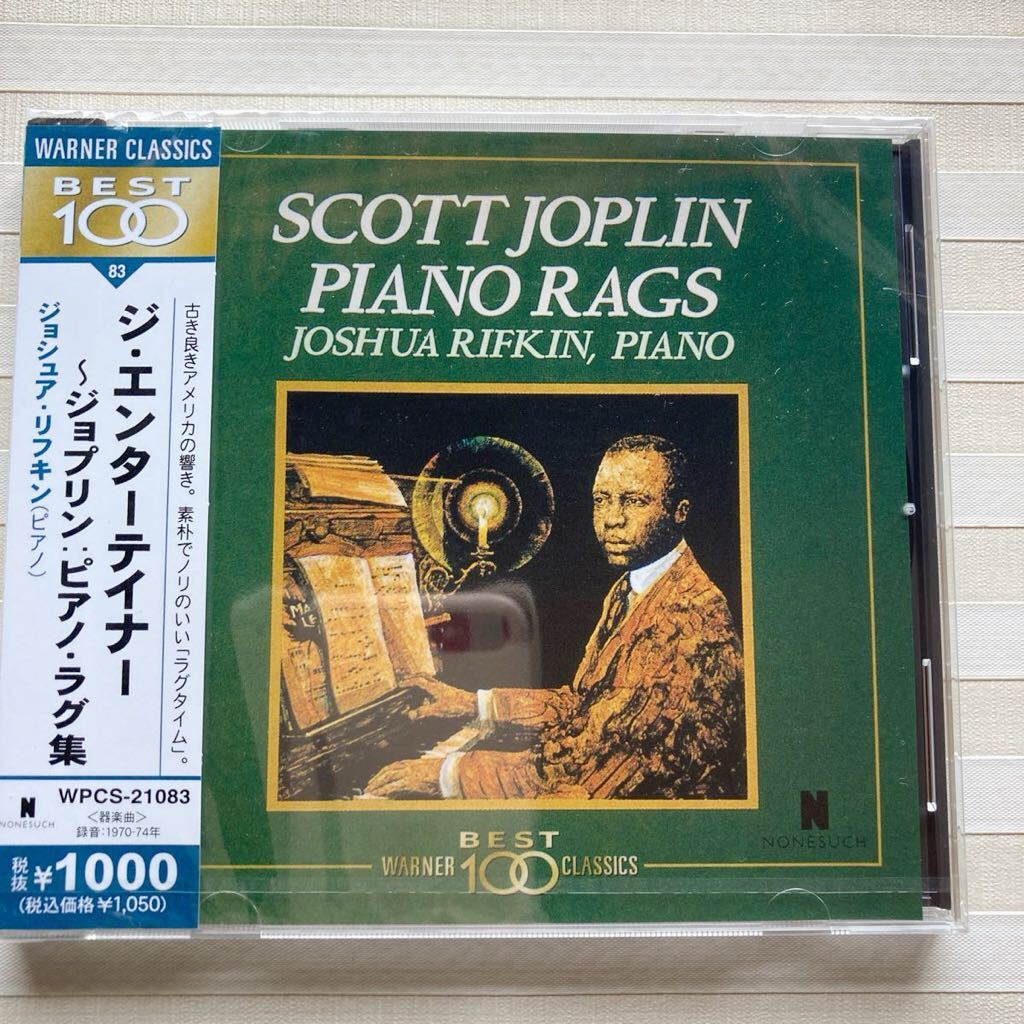 WARNER CLASSICS
BEST
100
83
古き良きアメリカの響き。素朴でノリのいい「ラグタイム」。
ジ・エンターテイナー
～ジョプリン:ピアノ・ラグ集
ジョシュア・リフキン(ピアノ)
N
NONESUCH
WPCS-21083
<器楽曲>
録音:1970-74年
税抜¥1000
(税込価格¥1,050)
SCOTT JOPLIN
PIANO RAGS
JOSHUA RIFKIN, PIANO
MA
LE
N
NONESUCH
BEST
WARNER 100 CLASSICS